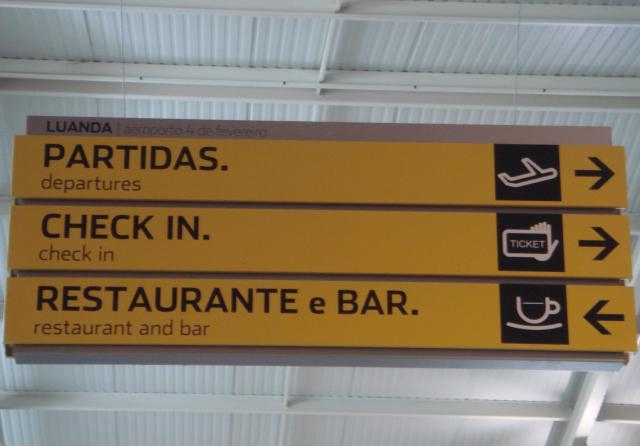 LUANDA | aeroporto 4 de fevereiro
PARTIDAS.
departures
CHECK IN.
check in
TICKET
RESTAURANTE e BAR.
restaurant and bar